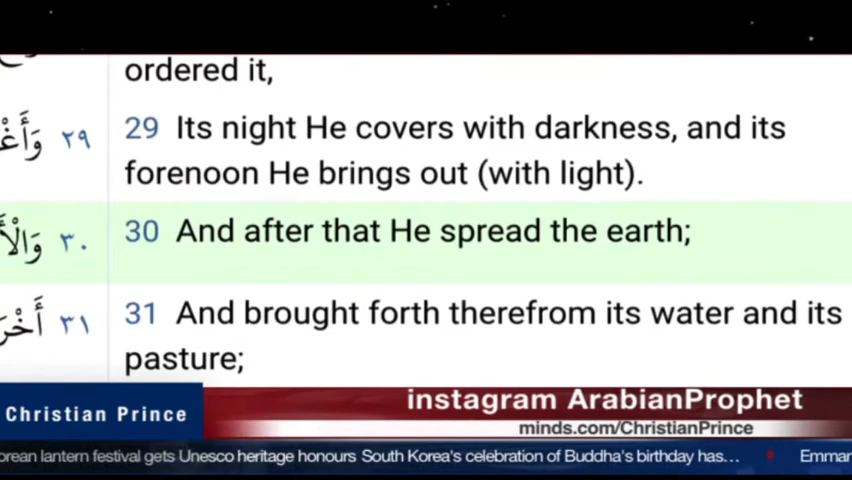 ordered it,
٢٩
29 Its night He covers with darkness, and its
forenoon He brings out (with light).
٣٠
30 And after that He spread the earth;
٣١
31 And brought forth therefrom its water and its
pasture;
instagram ArabianProphet
Christian Prince
minds.com/ChristianPrince
orean lantern festival gets Unesco heritage honours South Korea's celebration of Buddha's birthday has... Emmar